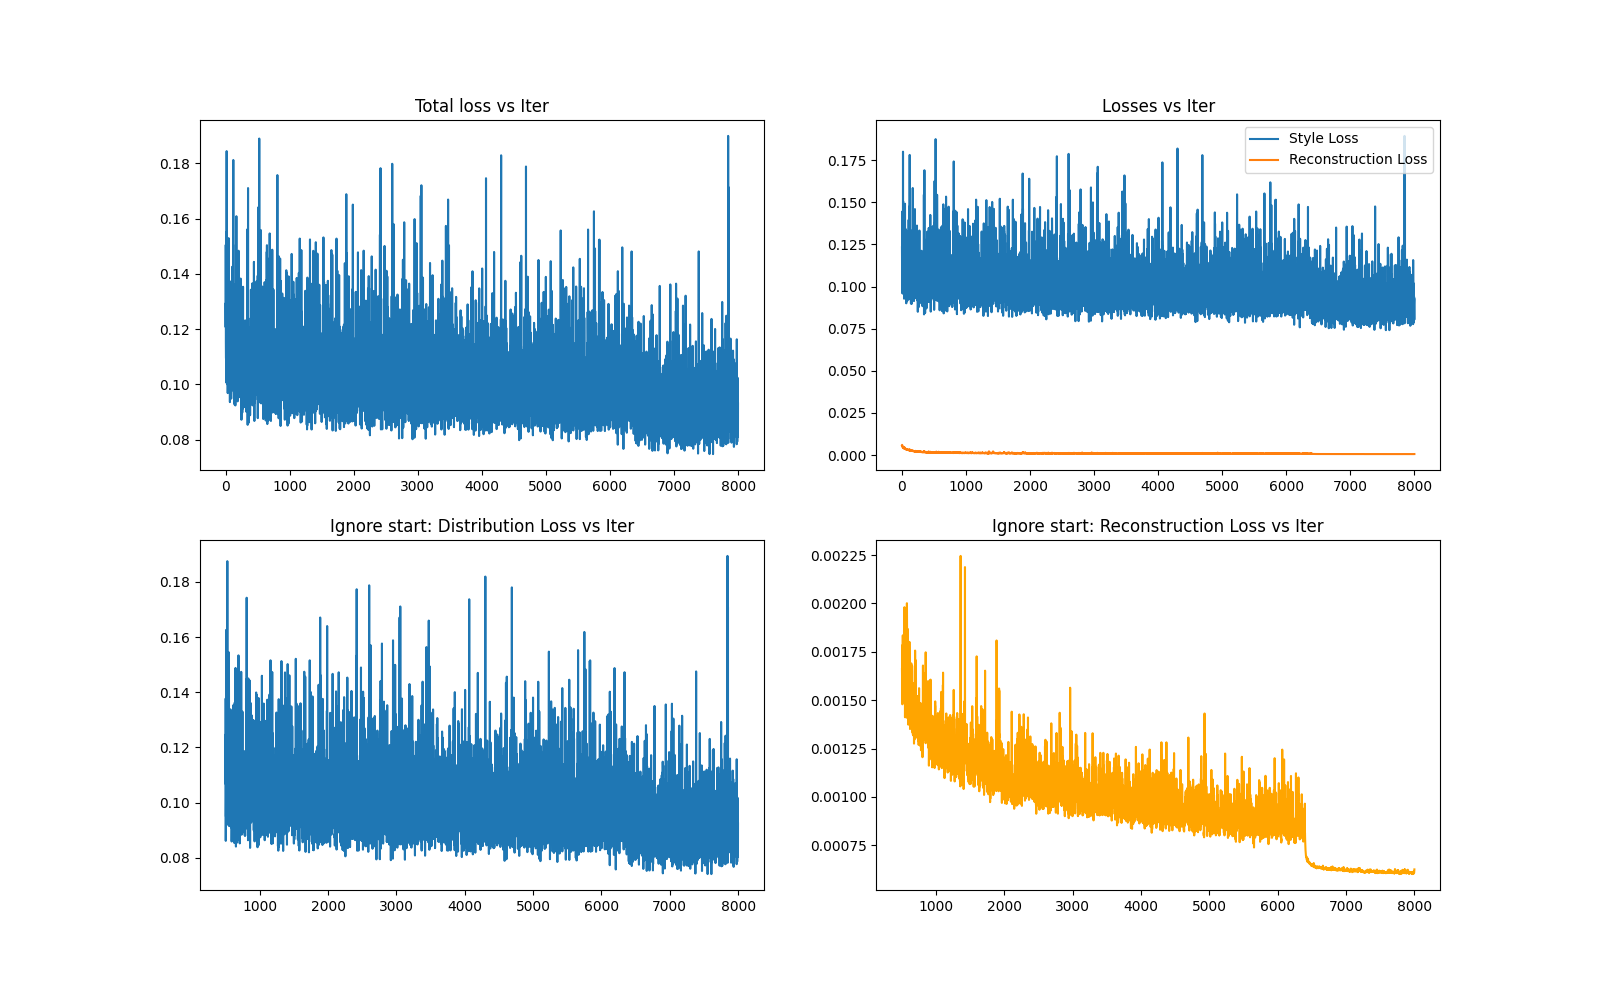 Total loss vs Iter
0.18
0.16
0.14
0.12
0.10
0.08
0 1000 2000 3000 4000 5000 6000 7000 8000
Losses vs Iter
Style Loss
Reconstruction Loss
0.175
0.150
0.125
0.100
0.075
0.050
0.025
0.000
0 1000 2000 3000 4000 5000 6000 7000 8000
Ignore start: Distribution Loss vs Iter
0.18
0.16
0.14
0.12
0.10
0.08
1000 2000 3000 4000 5000 6000 7000 8000
Ignore start: Reconstruction Loss vs Iter
0.00225
0.00200
0.00175
0.00150
0.00125
0.00100
0.00075
1000 2000 3000 4000 5000 6000 7000 8000